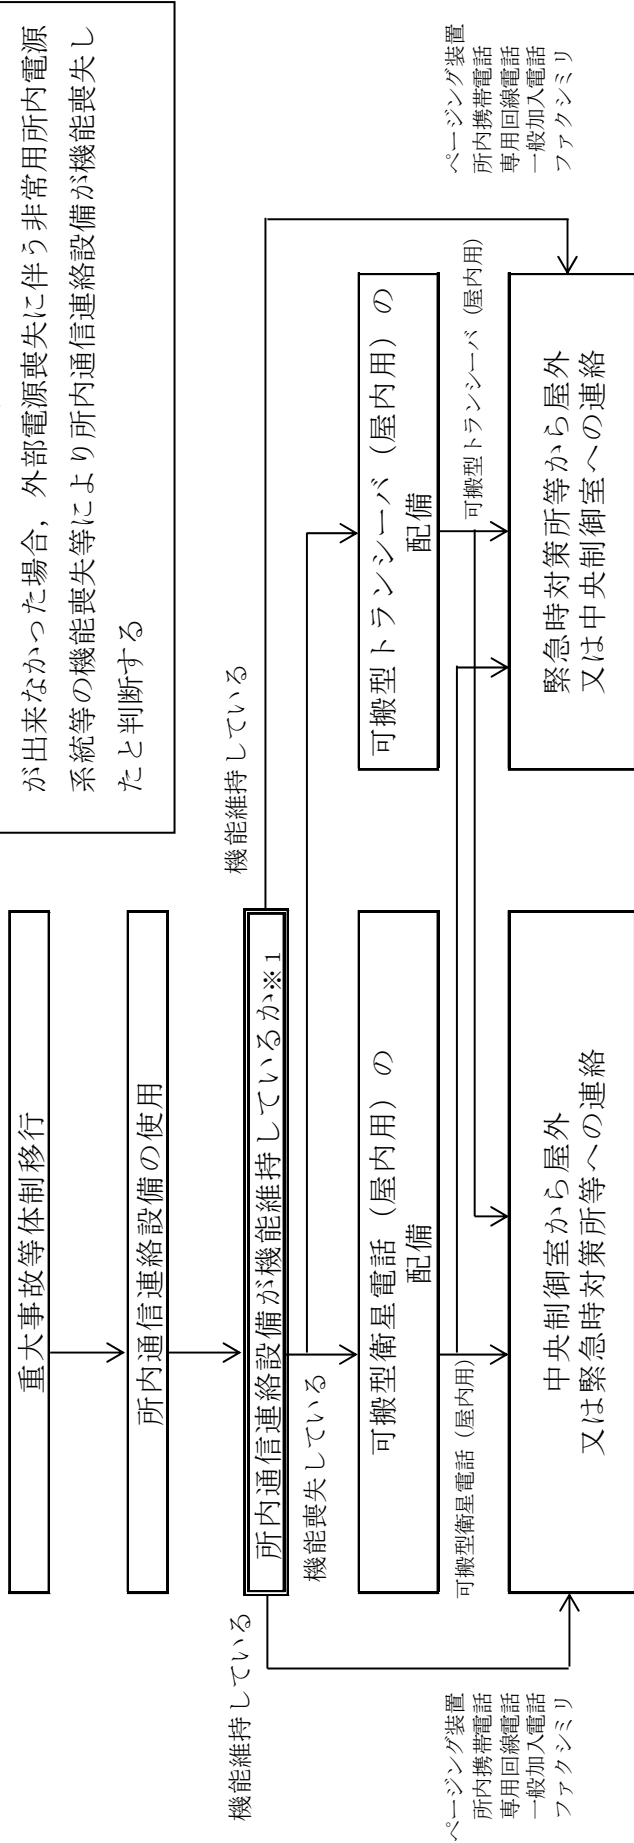 が出来なかった場合，外部電源喪失に伴う非常用所内電源
系統等の機能喪失等により所内通信連絡設備が機能喪失し
たと判断する
重大事故等体制移行
所内通信連絡設備の使用
所内通信連絡設備が機能維持しているか※１
機能維持している
機能維持している
機能喪失している
可搬型衛星電話（屋内用）の
配備
可搬型トランシーバ（屋内用）の
配備
可搬型衛星電話（屋内用）
可搬型トランシーバ（屋内用）
ページング装置
所内携帯電話
専用回線電話
一般加入電話
ファクシミリ
中央制御室から屋外
又は緊急時対策所等への連絡
緊急時対策所等から屋外
又は中央制御室への連絡
ページング装置
所内携帯電話
専用回線電話
一般加入電話
ファクシミリ